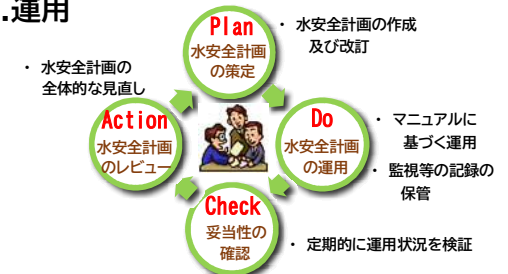 .運用
Plan
水安全計画
の策定
・ 水安全計画の作成
及び改訂
・ 水安全計画の
全体的な見直し
Action
水安全計画
のレビュー
Do
水安全計画
の運用
・ マニュアルに
基づく運用
・ 監視等の記録の
保管
Check
妥当性の
確認
・ 定期的に運用状況を検証